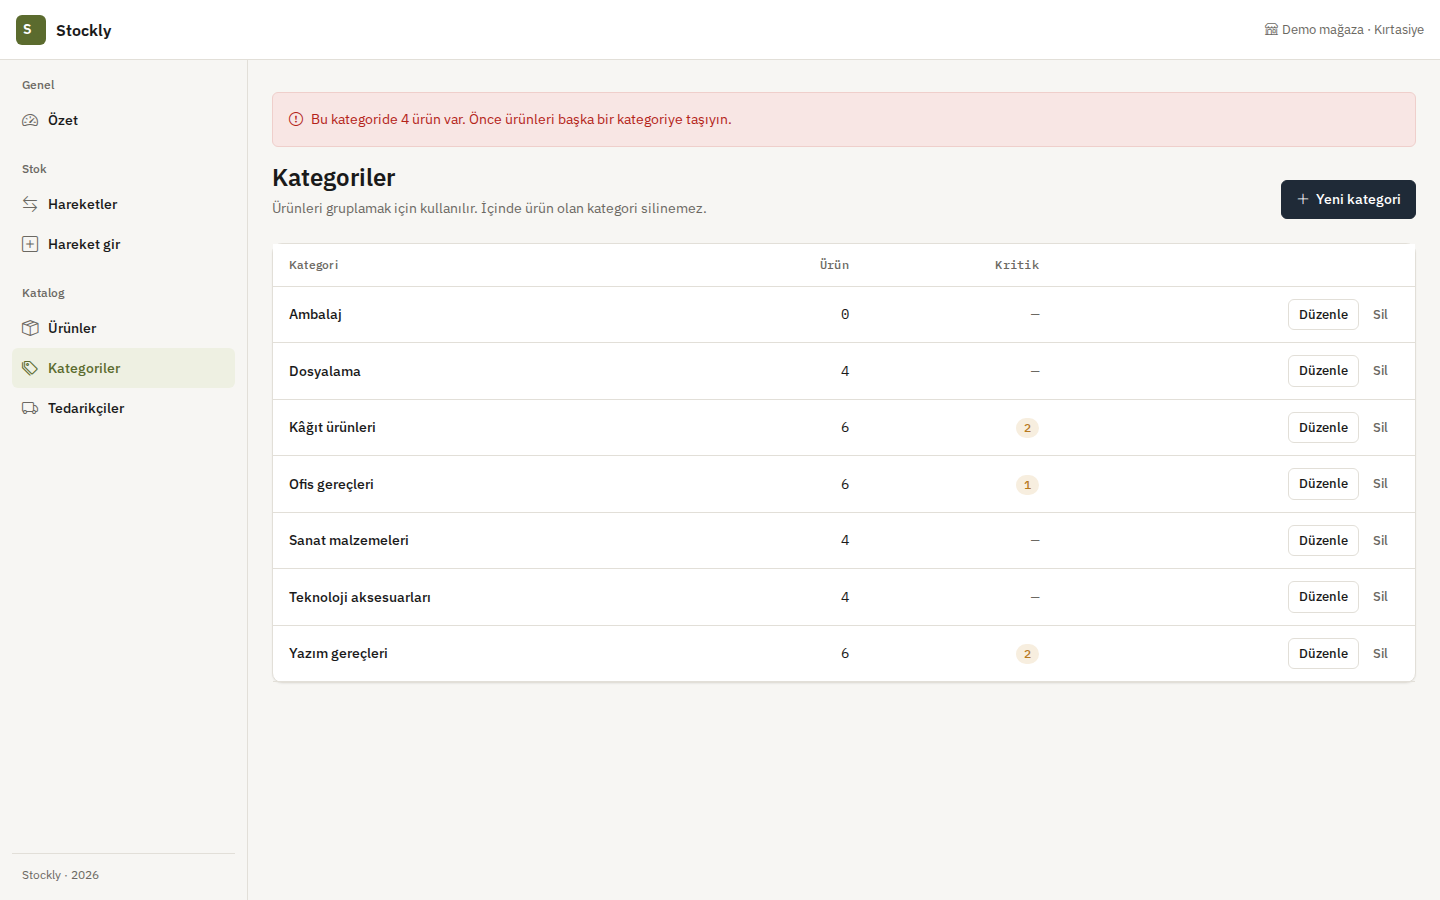 S Stockly
Demo mağaza · Kırtasiye
Genel
Özet
Stok
Hareketler
Hareket gir
Katalog
Ürünler
Kategoriler
Tedarikçiler
Stockly · 2026
Bu kategoride 4 ürün var. Önce ürünleri başka bir kategoriye taşıyın.
Kategoriler
Ürünleri gruplamak için kullanılır. İçinde ürün olan kategori silinemez.
Yeni kategori
Kategori Ürün Kritik
Ambalaj 0 — Düzenle Sil
Dosyalama 4 — Düzenle Sil
Kâğıt ürünleri 6 2 Düzenle Sil
Ofis gereçleri 6 1 Düzenle Sil
Sanat malzemeleri 4 — Düzenle Sil
Teknoloji aksesuarları 4 — Düzenle Sil
Yazım gereçleri 6 2 Düzenle Sil